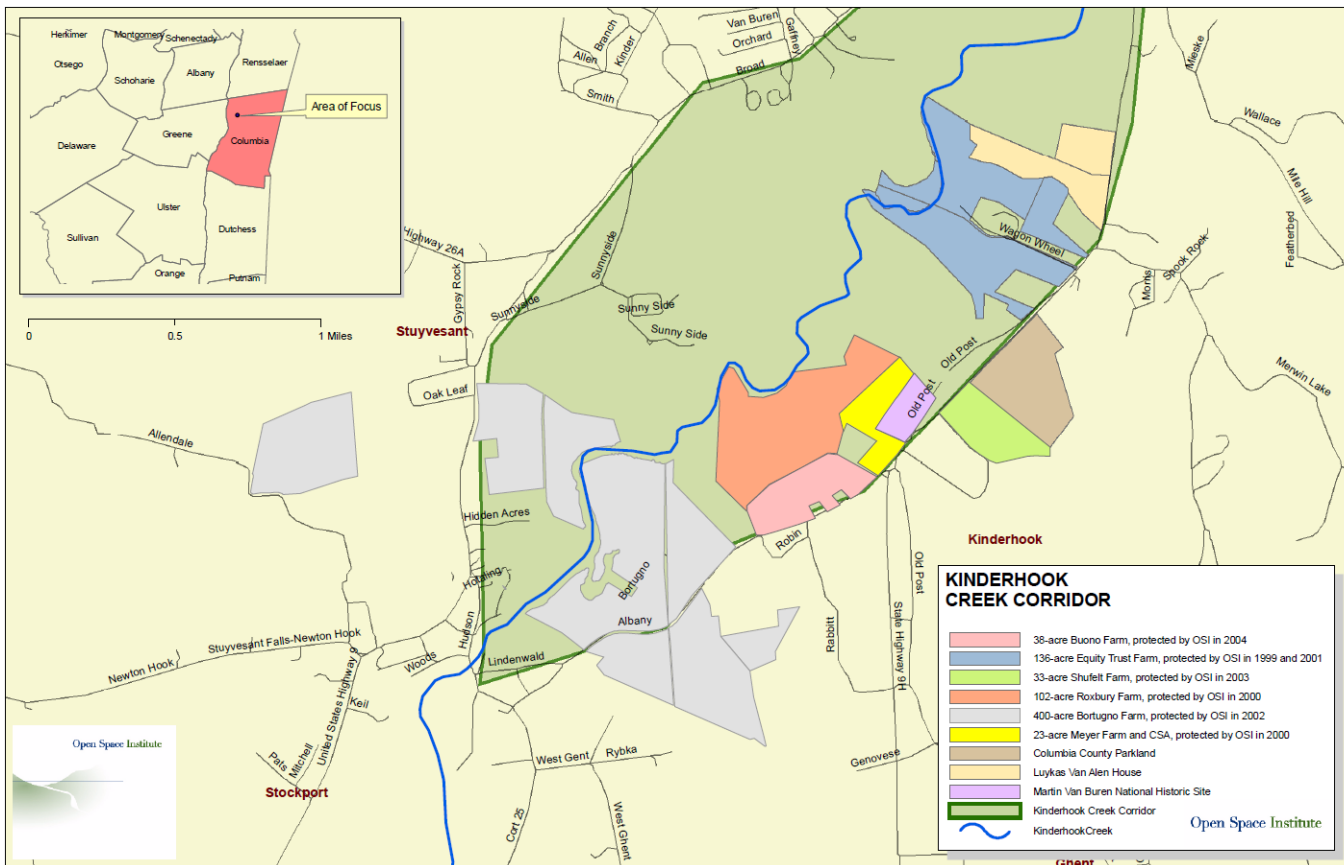 Herkimer
Montgomery
Schenectady
Otsego
Schoharie
Albany
Rensselaer
Area of Focus
Greene
Columbia
Delaware
Ulster
Sullivan
Dutchess
Orange
Putnam
0 0.5 1 Miles
Van Buren
Orchard
Gaffney
Branch
Allen
Kinder
Broad
Smith
Mieske
Wallace
Mile Hill
Featherbed
Highway 26A
Gypsy Rock
Sunnyside
Sunnyside
Sunny Side
Sunny Side
Stuyvesant
Wagon Wheel
Spook Rock
Morris
Old Post
Old Post
Merwin Lake
Oak Leaf
Allendale
Hidden Acres
Hotaling
Bortugno
Albany
Robin
Rabbitt
Old Post
State Highway 9H
Kinderhook
Hudson
Lindenwald
Woods
Stuyvesant Falls-Newton Hook
Newton Hook
United States Highway 9
Keil
Mitchell
Pats
Stockport
West Gent
Rybka
Cort 25
West Ghent
Genovese
Ghent
Open Space Institute
KINDERHOOK
CREEK CORRIDOR
38-acre Buono Farm, protected by OSI in 2004
136-acre Equity Trust Farm, protected by OSI in 1999 and 2001
33-acre Shufelt Farm, protected by OSI in 2003
102-acre Roxbury Farm, protected by OSI in 2000
400-acre Bortugno Farm, protected by OSI in 2002
23-acre Meyer Farm and CSA, protected by OSI in 2000
Columbia County Parkland
Luykas Van Alen House
Martin Van Buren National Historic Site
Kinderhook Creek Corridor
KinderhookCreek
Open Space Institute